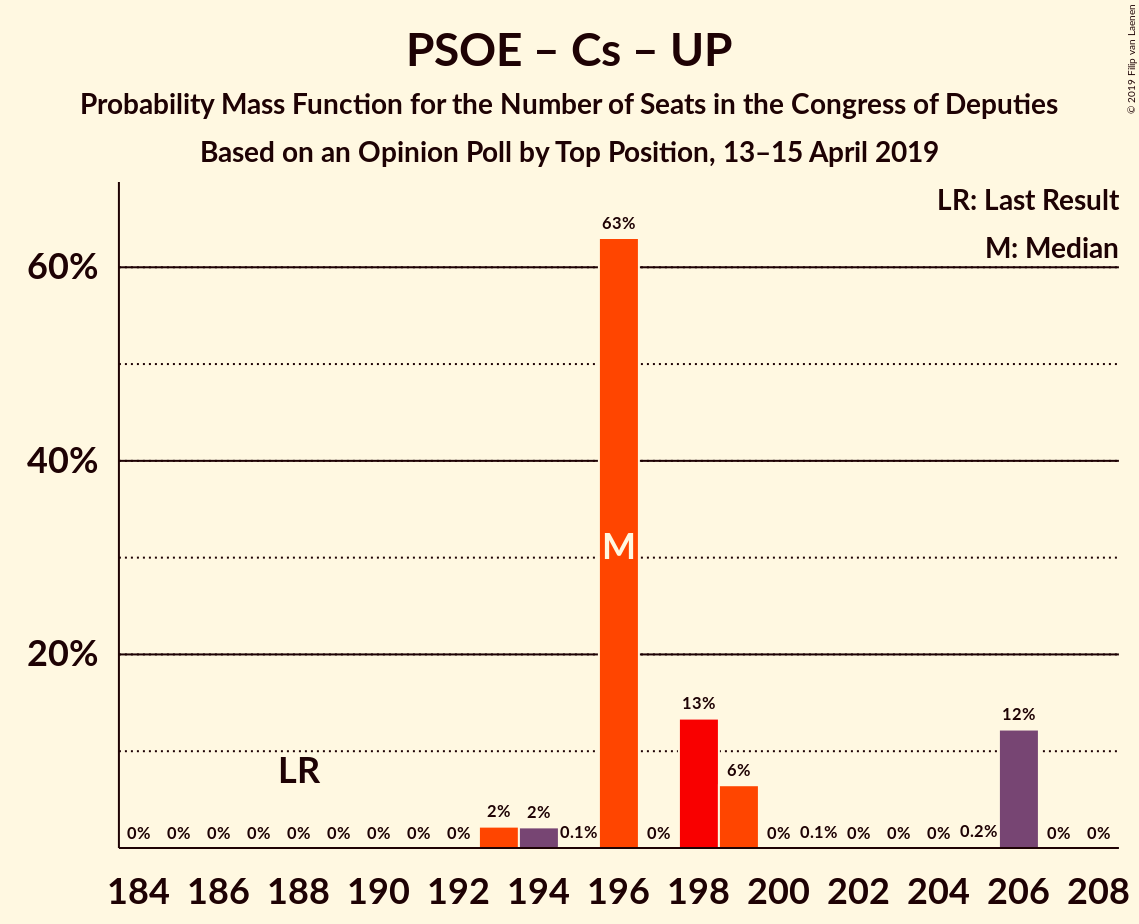 PSOE – Cs – UP
Probability Mass Function for the Number of Seats in the Congress of Deputies
Based on an Opinion Poll by Top Position, 13–15 April 2019
© 2019 Filip van Laenen
LR: Last Result
M: Median
60%
40%
20%
63%
M
13%
12%
6%
LR
0% 0% 0% 0% 0% 0% 0% 0% 0% 2% 2% 0.1% 0% 0% 0.1% 0% 0% 0% 0.2% 0% 0%
184 186 188 190 192 194 196 198 200 202 204 206 208